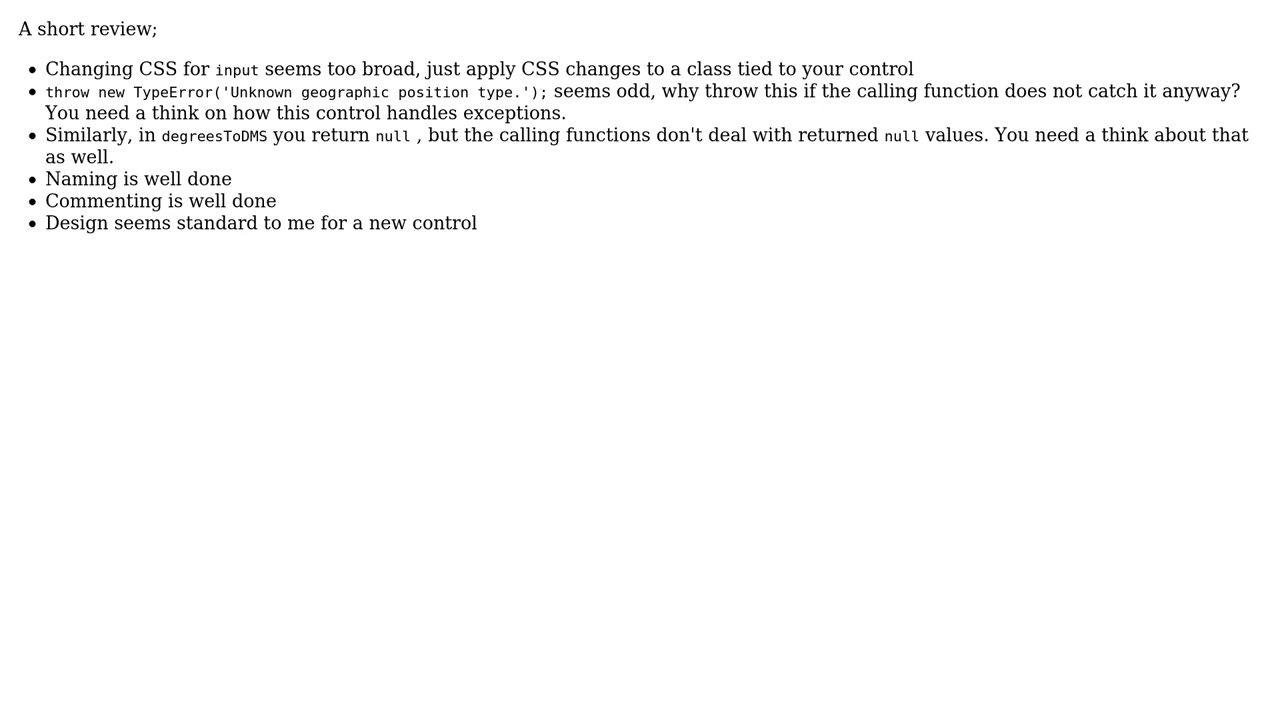 A short review;
• Changing CSS for input seems too broad, just apply CSS changes to a class tied to your control
• throw new TypeError('Unknown geographic position type.'); seems odd, why throw this if the calling function does not catch it anyway?
You need a think on how this control handles exceptions.
• Similarly, in degreesToDMS you return null , but the calling functions don't deal with returned null values. You need a think about that
as well.
• Naming is well done
• Commenting is well done
• Design seems standard to me for a new control